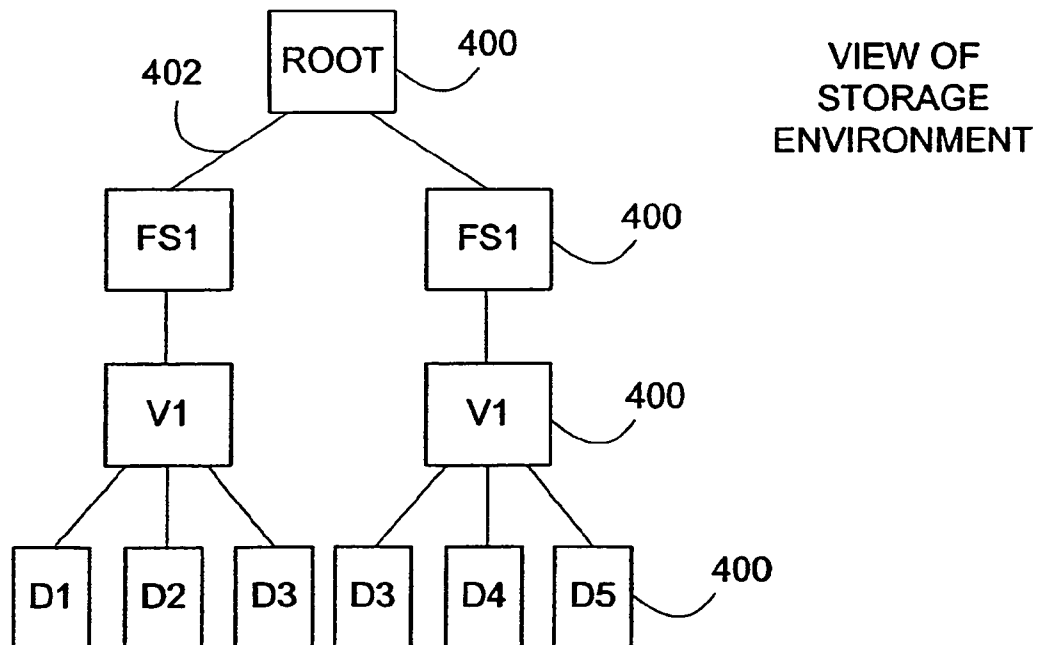 ROOT
400
402
VIEW OF
STORAGE
ENVIRONMENT
FS1
FS1
400
V1
V1
400
D1
D2
D3
D3
D4
D5
400